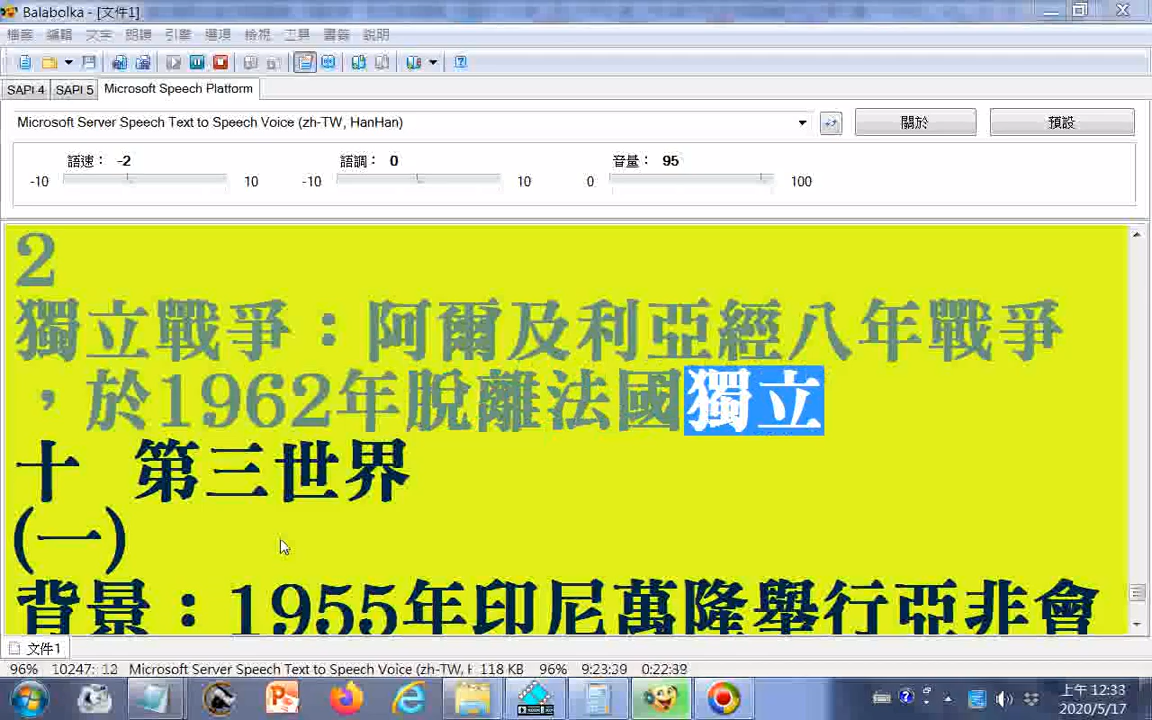 Balabolka - [文件1]
檔案 編輯 文字 朗讀 引擎 選項 檢視 工具 書籤 說明
SAPI 4 SAPI 5 Microsoft Speech Platform
Microsoft Server Speech Text to Speech Voice (zh-TW, HanHan) 關於 預設
語速： -2 語調： 0 音量： 95
-10 10 -10 10 0 100
2
獨立戰爭：阿爾及利亞經八年戰爭
，於1962年脫離法國獨立
十 第三世界
(一)
背景：1955年印尼萬隆舉行亞非會
文件1
96% 10247: 12 Microsoft Server Speech Text to Speech Voice (zh-TW, H 118 KB 96% 9:23:39 0:22:39
上午 12:33
2020/5/17